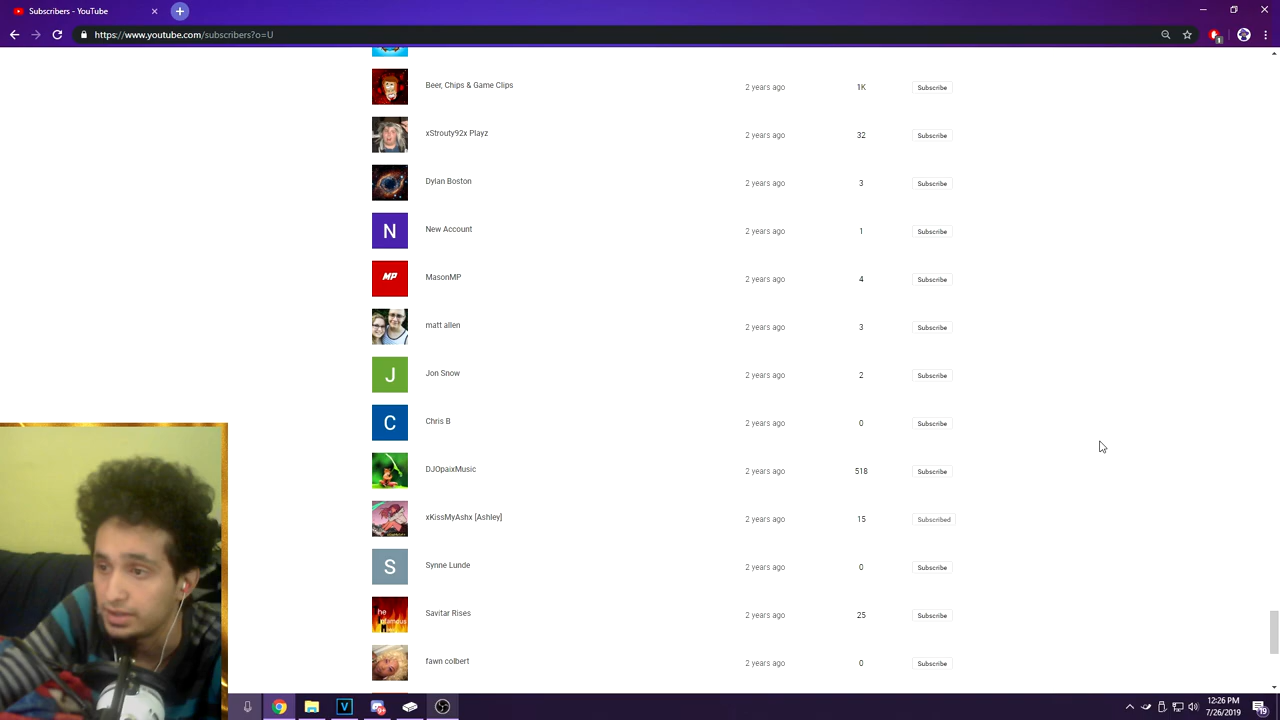 YouTube Subscribers
https://www.youtube.com/subscribers?o=U
1
Beer, Chips & Game Clips 2 years ago 1K Subscribe
xStrouty92x Playz 2 years ago 32 Subscribe
Dylan Boston 2 years ago 3 Subscribe
N New Account 2 years ago 1 Subscribe
MP MasonMP 2 years ago 4 Subscribe
matt allen 2 years ago 3 Subscribe
J Jon Snow 2 years ago 2 Subscribe
C Chris B 2 years ago 0 Subscribe
DJOpaixMusic 2 years ago 518 Subscribe
xKissMyAshx [Ashley] 2 years ago 15 Subscribed
S Synne Lunde 2 years ago 0 Subscribe
he
Savitar Rises 2 years ago 25 Subscribe
fawn colbert 2 years ago 0 Subscribe
V
9+
12:26 PM
7/26/2019